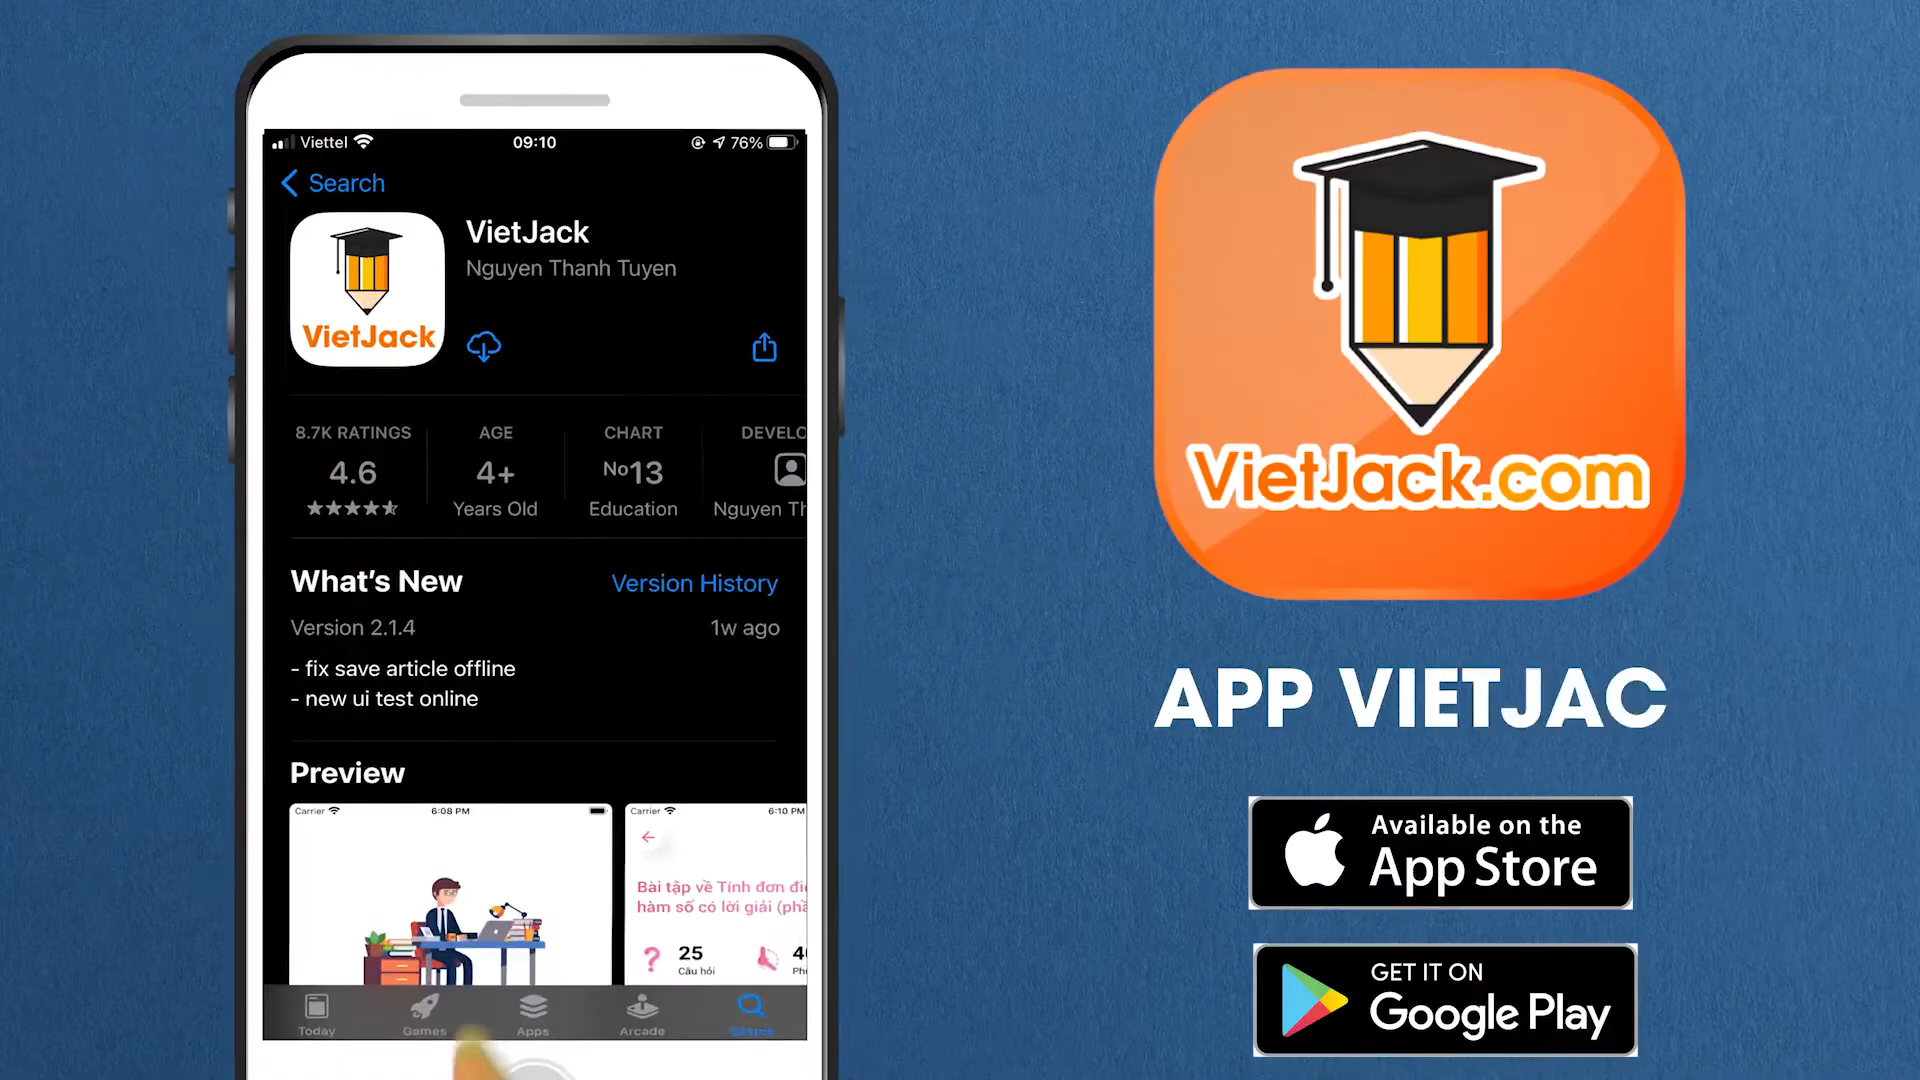 Viettel
09:10
76%
Search
VietJack
Nguyen Thanh Tuyen
VietJack
8.7K RATINGS
4.6
AGE
4+
Years Old
CHART
No13
Education
DEVELO
Nguyen Th
What's New
Version History
Version 2.1.4
1w ago
- fix save article offline
- new ui test online
Preview
Carrier
6:08 PM
Carrier
6:10 PM
Bài tập về Tính đơn đi
hàm số có lời giải (phầ
25
Câu hỏi
Today
Games
Apps
Arcade
Search
VietJack.com
APP VIETJAC
Available on the
App Store
GET IT ON
Google Play